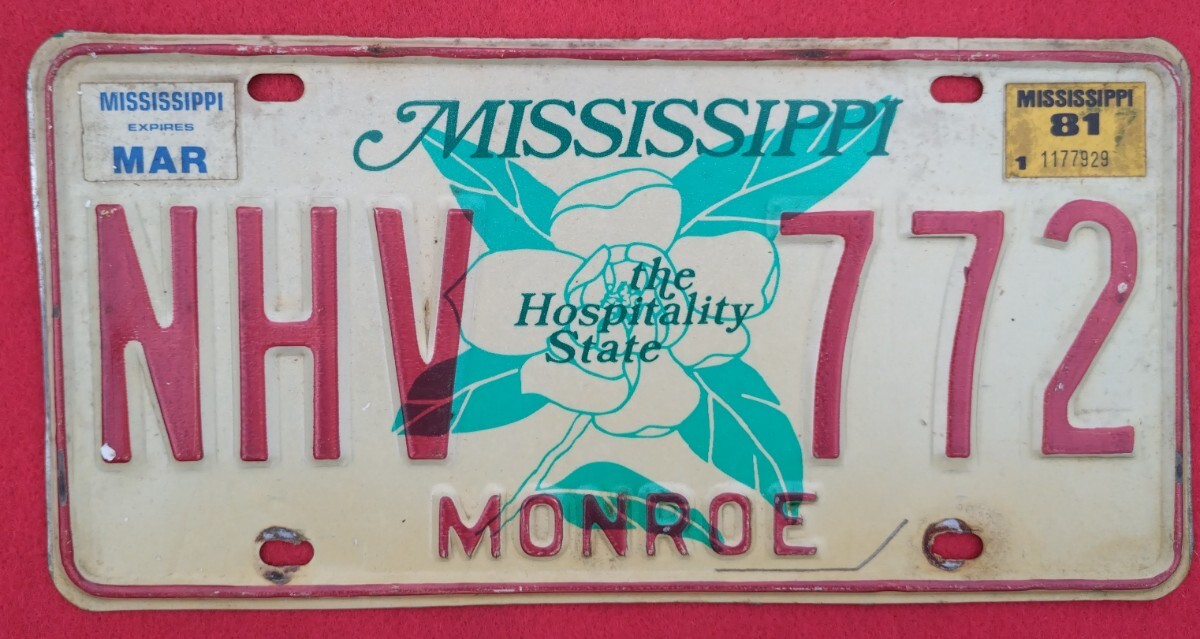 MISSISSIPPI
EXPIRES
MAR
MISSISSIPPI
MISSISSIPPI
81
1 1177929
NHV 772
the
Hospitality
State
MONROE